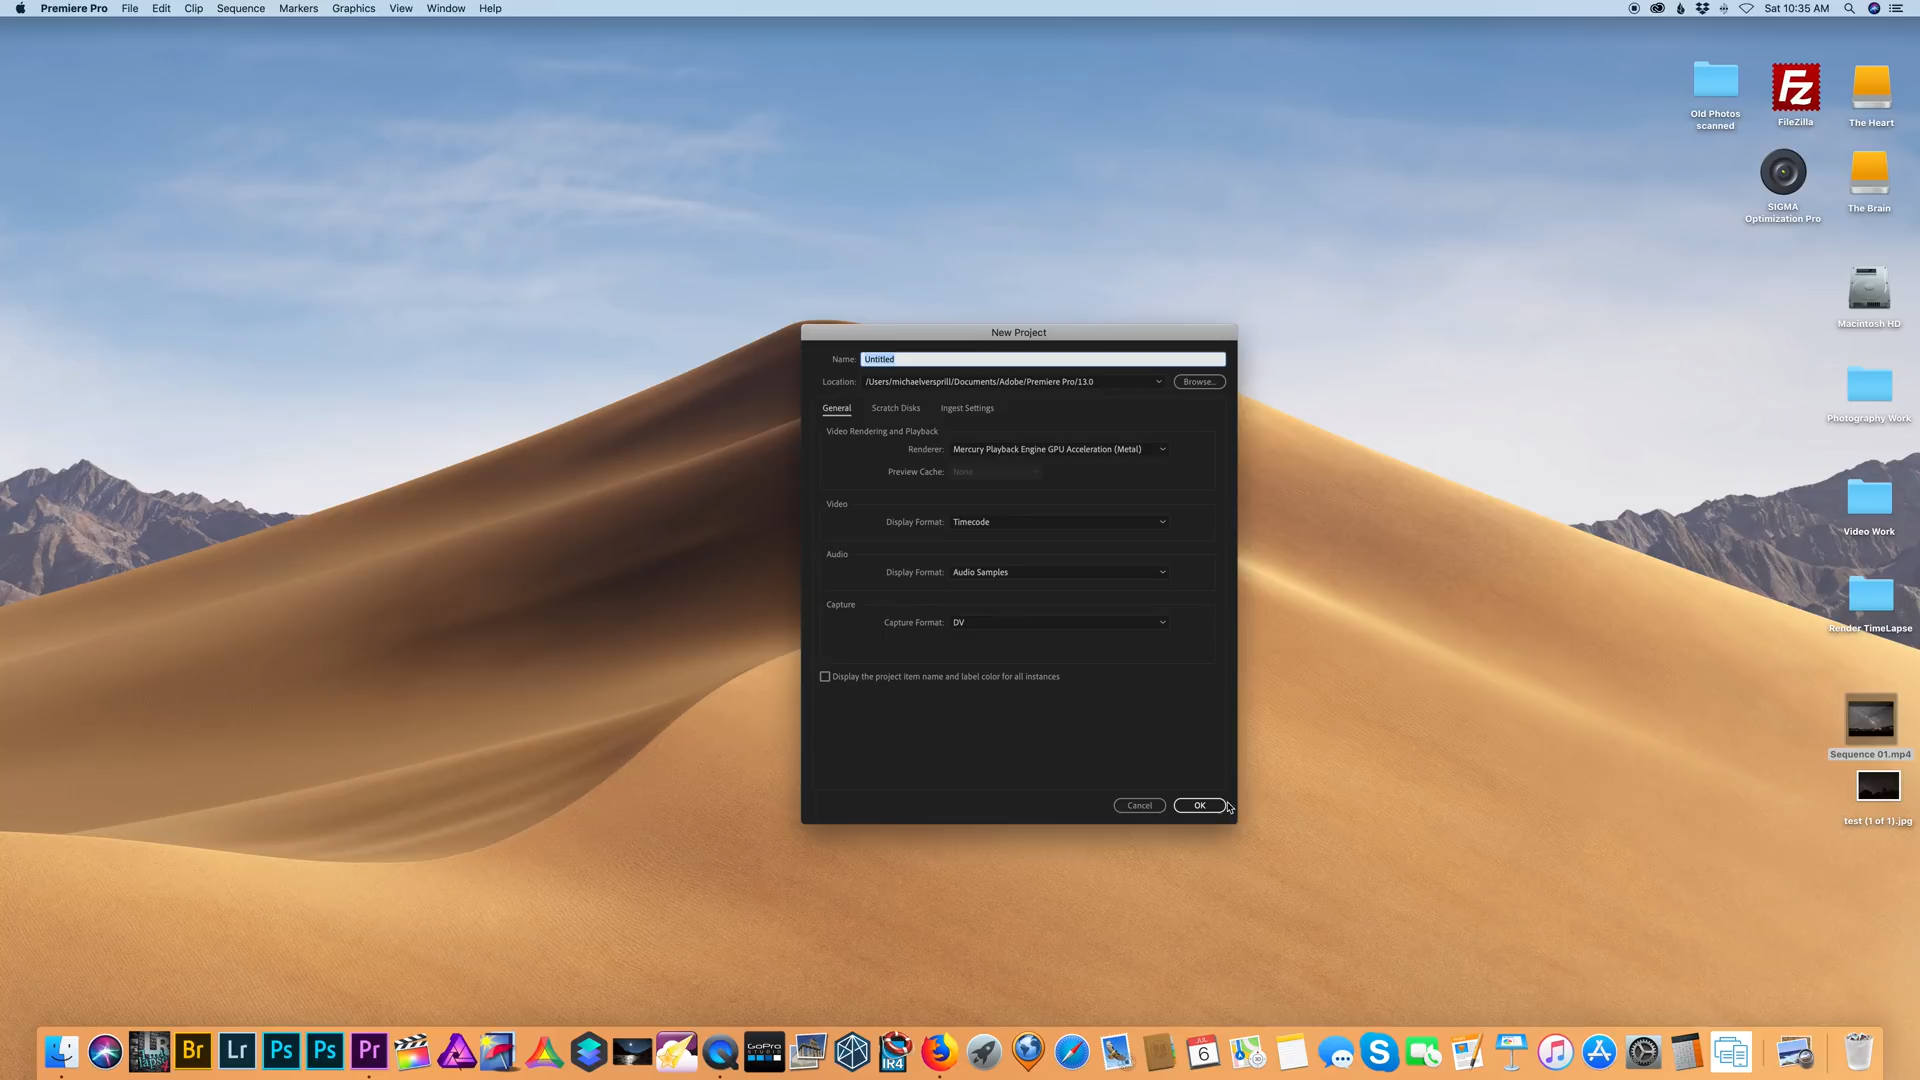 Premiere Pro File Edit Clip Sequence Markers Graphics View Window Help Sat 10:35 AM
Old Photos scanned
FileZilla
The Heart
SIGMA
Optimization Pro
The Brain
Macintosh HD
Photography Work
Video Work
Render TimeLapse
Sequence 01.mp4
test (1 of 1).jpg
New Project
Name: Untitled
Location: /Users/michaelversprill/Documents/Adobe/Premiere Pro/13.0 Browse...
General Scratch Disks Ingest Settings
Video Rendering and Playback
Renderer: Mercury Playback Engine GPU Acceleration (Metal)
Preview Cache: None
Video
Display Format: Timecode
Audio
Display Format: Audio Samples
Capture
Capture Format: DV
Display the project item name and label color for all instances
Cancel OK
Br Lr Ps Ps Pr GoPro IR4 JUL 6